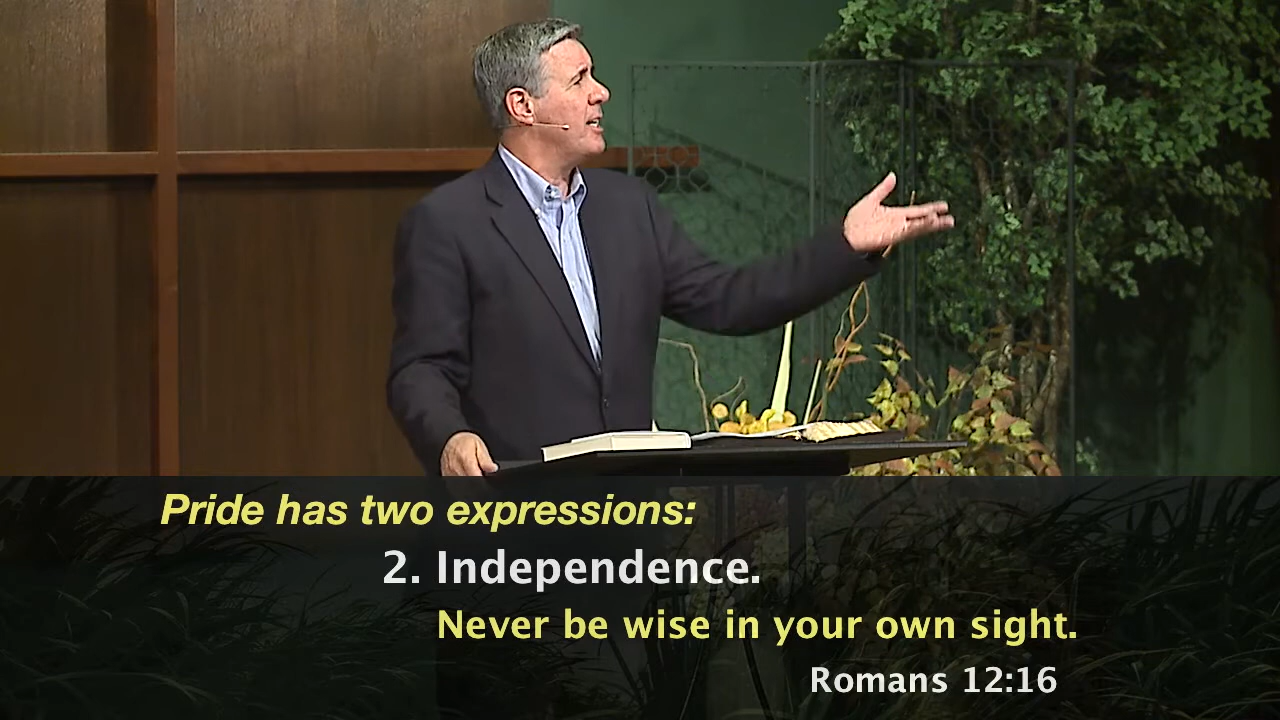 Pride has two expressions:
2. Independence.
Never be wise in your own sight.
Romans 12:16